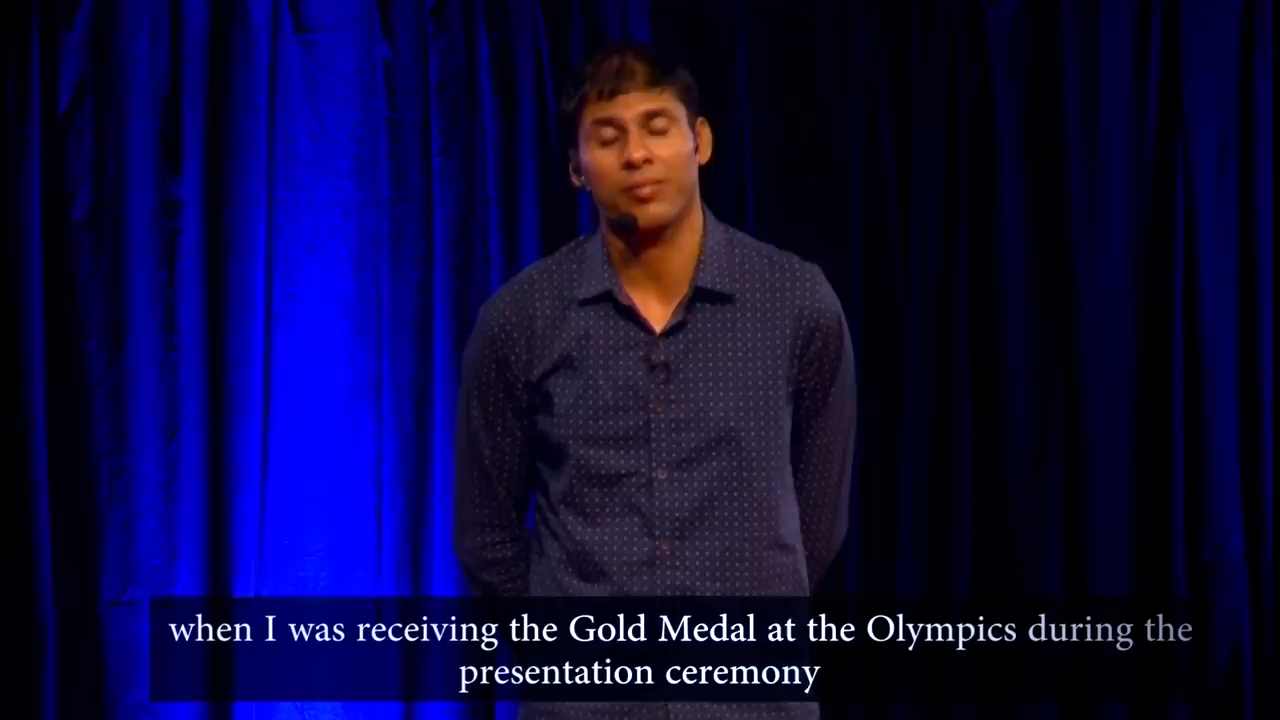 when I was receiving the Gold Medal at the Olympics during the
presentation ceremony